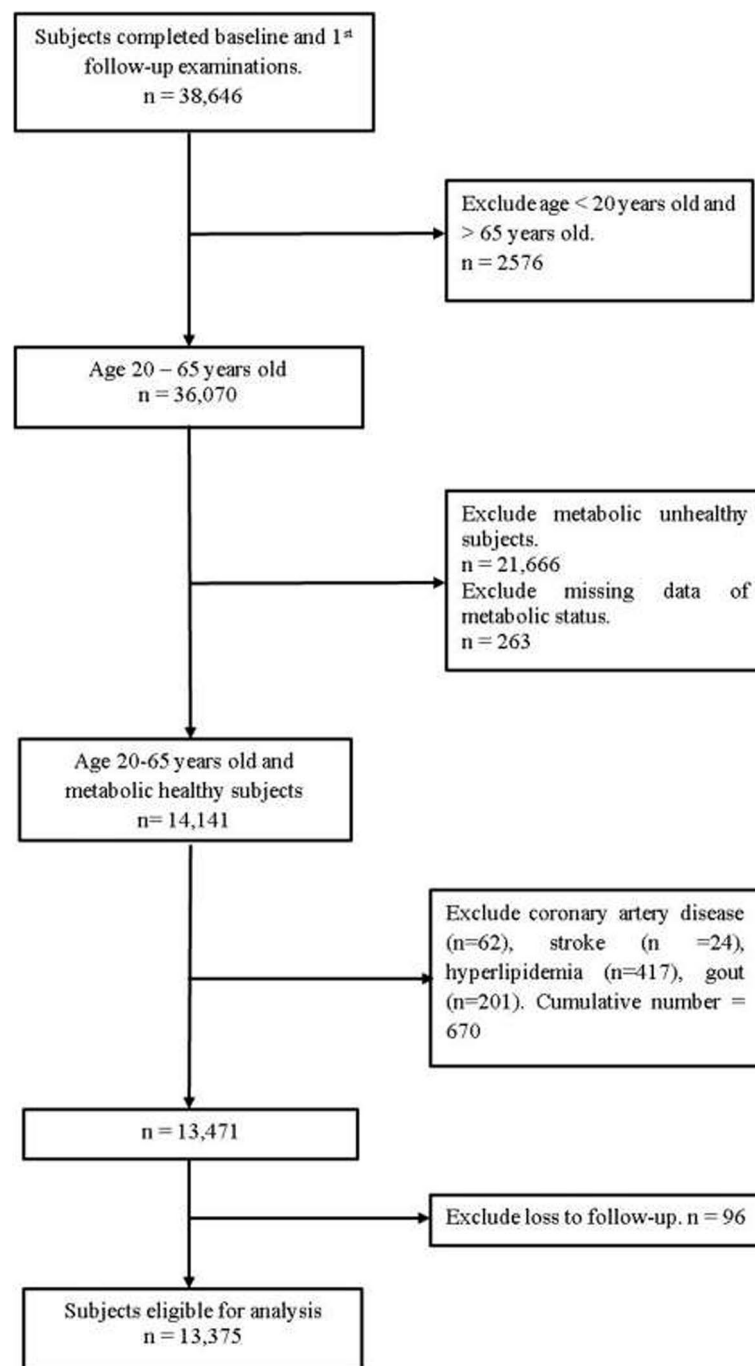 Subjects completed baseline and 1st
follow-up examinations.
n = 38,646
Exclude age < 20 years old and
> 65 years old.
n = 2576
Age 20 – 65 years old
n = 36,070
Exclude metabolic unhealthy
subjects.
n = 21,666
Exclude missing data of
metabolic status.
n = 263
Age 20-65 years old and
metabolic healthy subjects
n= 14,141
Exclude coronary artery disease
(n=62), stroke (n =24),
hyperlipidemia (n=417), gout
(n=201). Cumulative number =
670
n = 13,471
Exclude loss to follow-up. n = 96
Subjects eligible for analysis
n = 13,375